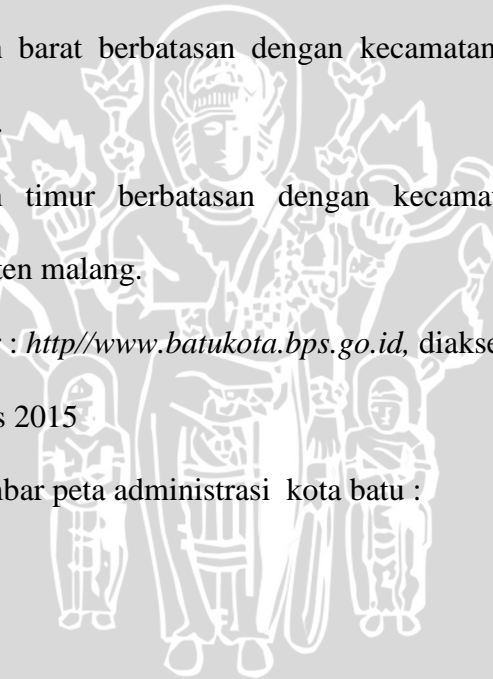 barat berbatasan dengan kecamatan
timur berbatasan dengan
ten malang.
: http//www.batukota.bps.go.id, diakse
s 2015
bar peta administrasi kota batu :